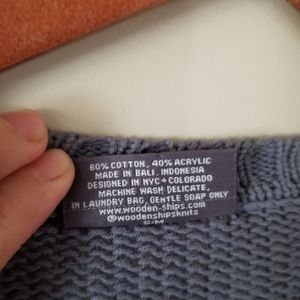 60% COTTON, 40% ACRYLIC
MADE IN BALI, INDONESIA
DESIGNED IN NYC+COLORADO
MACHINE WASH DELICATE,
IN LAUNDRY BAG, GENTLE SOAP ONLY
www.wooden-ships.com
@woodenshipsknits
S/M